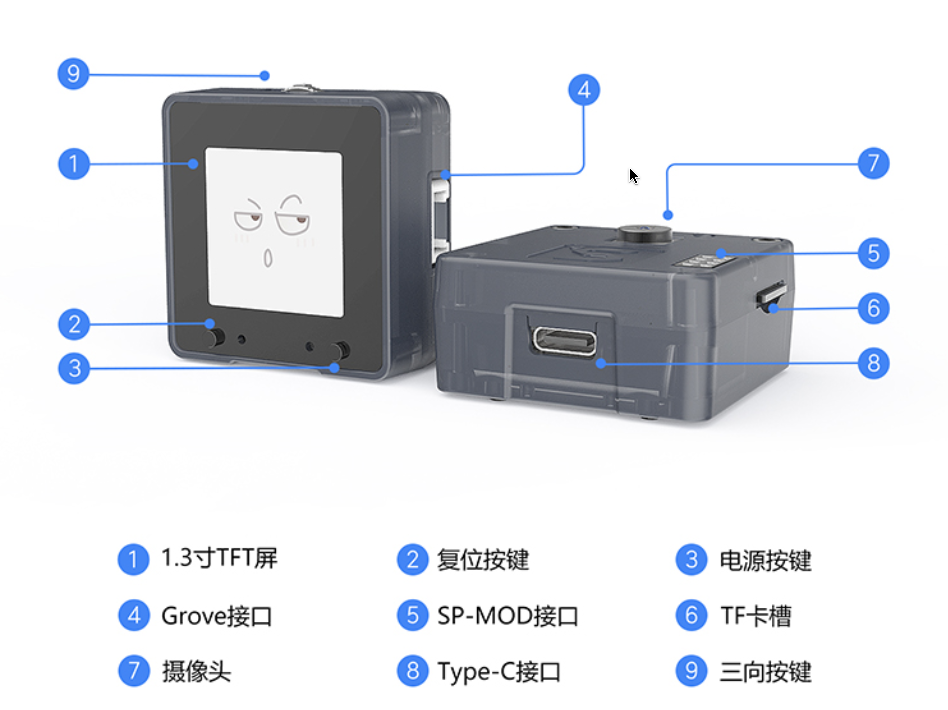 9
4
1
7
5
2
6
3
8
1 1.3寸TFT屏
2 复位按键
3 电源按键
4 Grove接口
5 SP-MOD接口
6 TF卡槽
7 摄像头
8 Type-C接口
9 三向按键